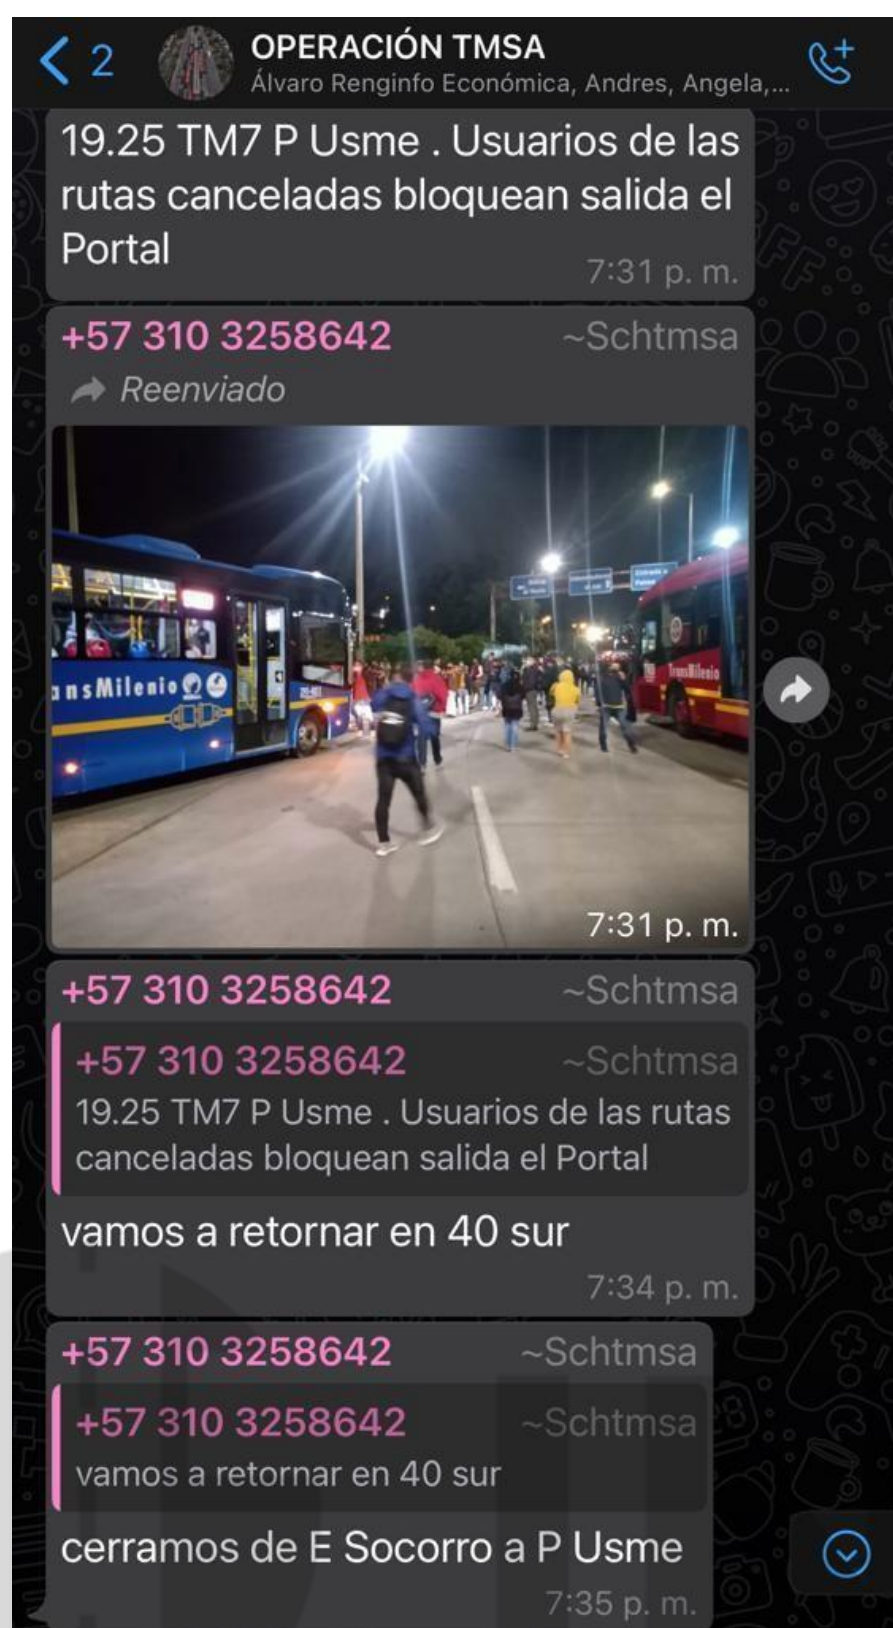 2
OPERACIÓN TMSA
Álvaro Renginfo Económica, Andres, Angela,...
19.25 TM7 P Usme . Usuarios de las
rutas canceladas bloquean salida el
Portal
7:31 p. m.
+57 310 3258642 ~Schtmsa
Reenviado
ansMilenio
TransMilenio
7:31 p. m.
+57 310 3258642 ~Schtmsa
+57 310 3258642 ~Schtmsa
19.25 TM7 P Usme . Usuarios de las rutas
canceladas bloquean salida el Portal
vamos a retornar en 40 sur
7:34 p. m.
+57 310 3258642 ~Schtmsa
+57 310 3258642 ~Schtmsa
vamos a retornar en 40 sur
cerramos de E Socorro a P Usme
7:35 p. m.